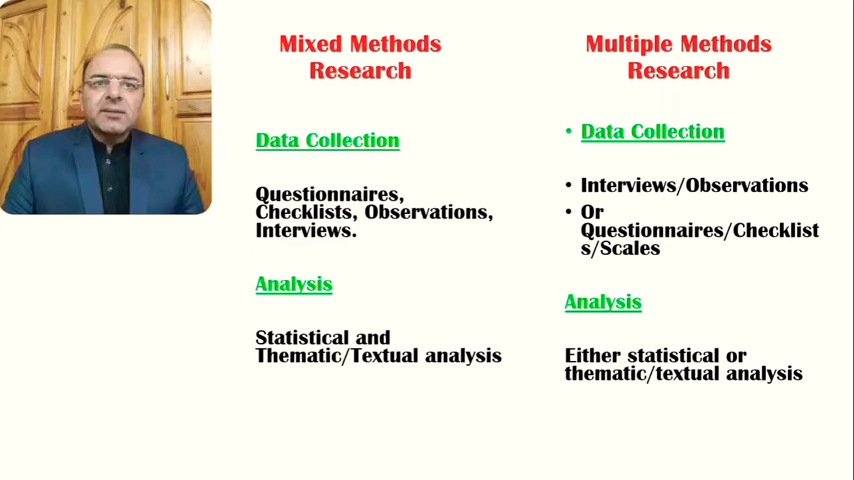 Mixed Methods
Research
Data Collection
Questionnaires,
Checklists, Observations,
Interviews.
Analysis
Statistical and
Thematic/Textual analysis
Multiple Methods
Research
• Data Collection
• Interviews/Observations
• Or
Questionnaires/Checklist
s/Scales
Analysis
Either statistical or
thematic/textual analysis